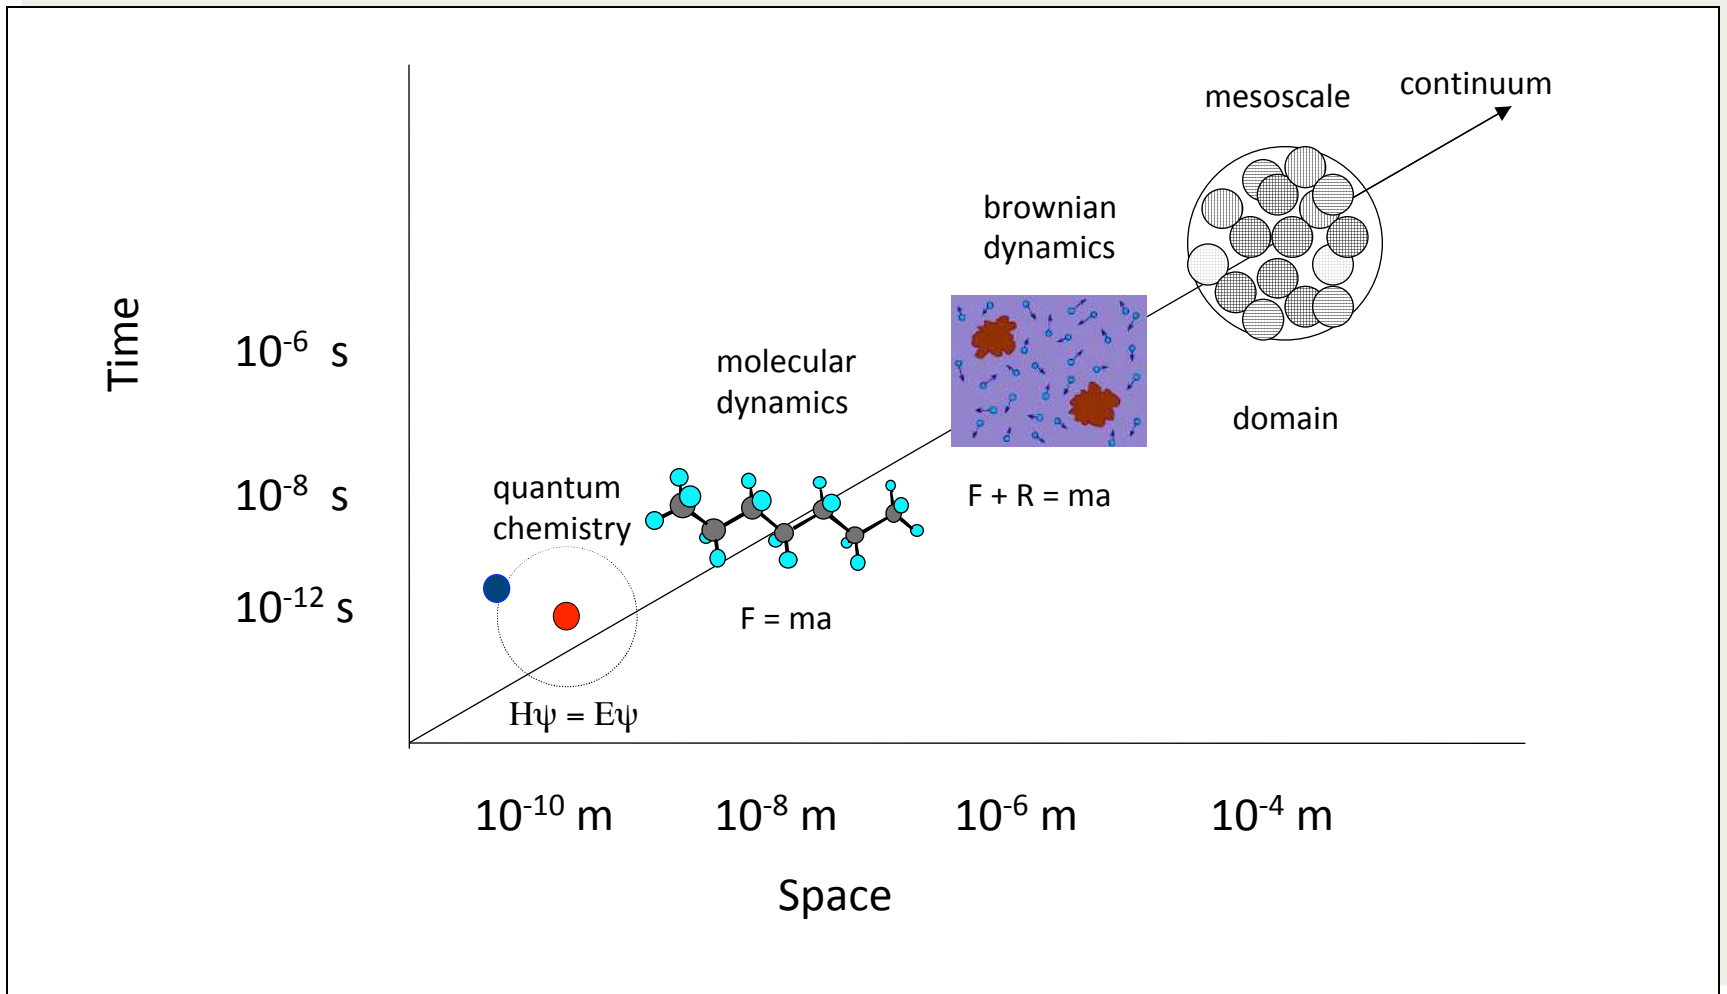 continuum
mesoscale
brownian
dynamics
Time
10⁻⁶ s
molecular
dynamics
domain
quantum
chemistry
10⁻⁸ s
F + R = ma
10⁻¹² s
F = ma
Hψ = Eψ
10⁻¹⁰ m
10⁻⁸ m
10⁻⁶ m
10⁻⁴ m
Space